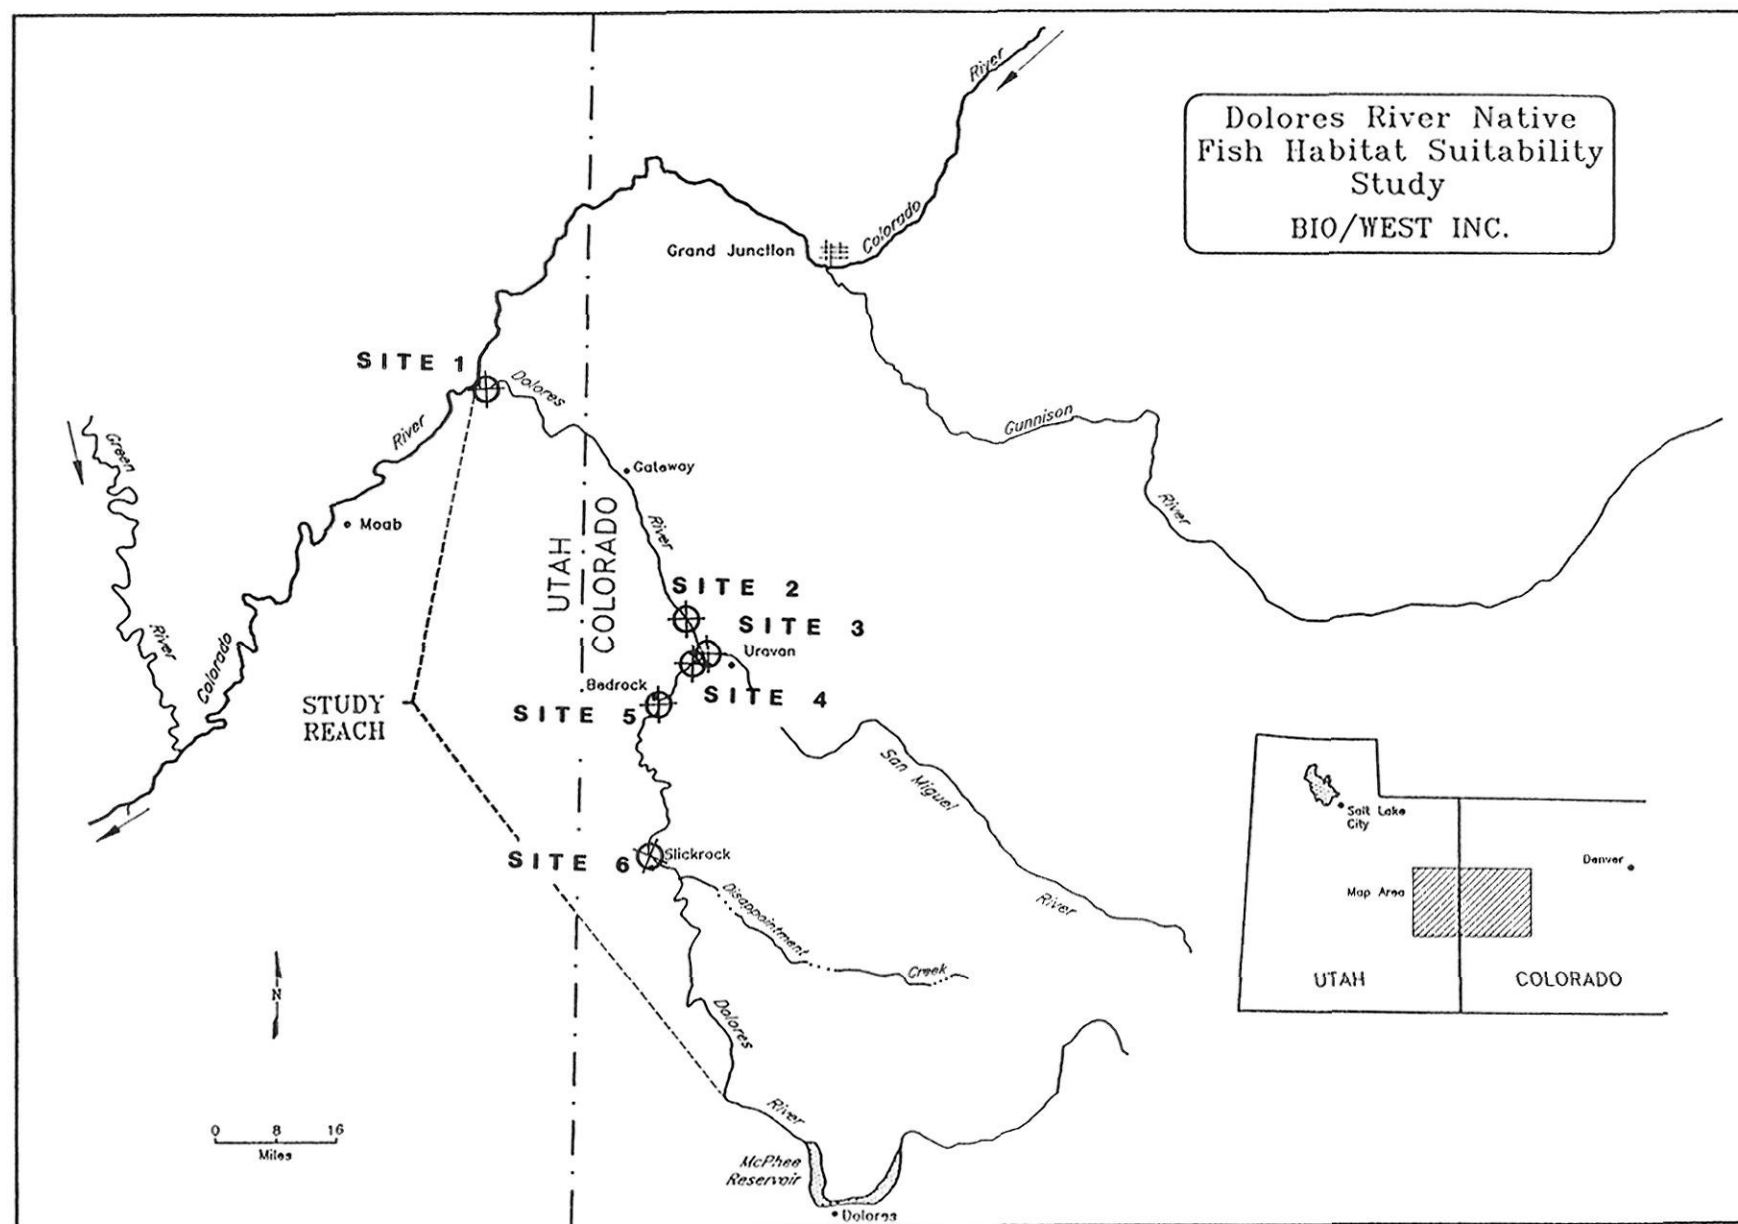 River
Dolores River Native
Fish Habitat Suitability
Study
BIO/WEST INC.
Colorado
Grand Junction
SITE 1
Dolores
River
Green
Gunnison
Gateway
River
Moab
River
UTAH
COLORADO
SITE 2
SITE 3
Uravan
River
Colorado
Bedrock
SITE 4
SITE 5
STUDY
REACH
San Miguel
River
Salt Lake
City
Denver
Map Area
UTAH
COLORADO
SITE 6
Slickrock
Disappointment
Creek
N
Dolores
River
0 8 16
Miles
McPhee
Reservoir
Dolores